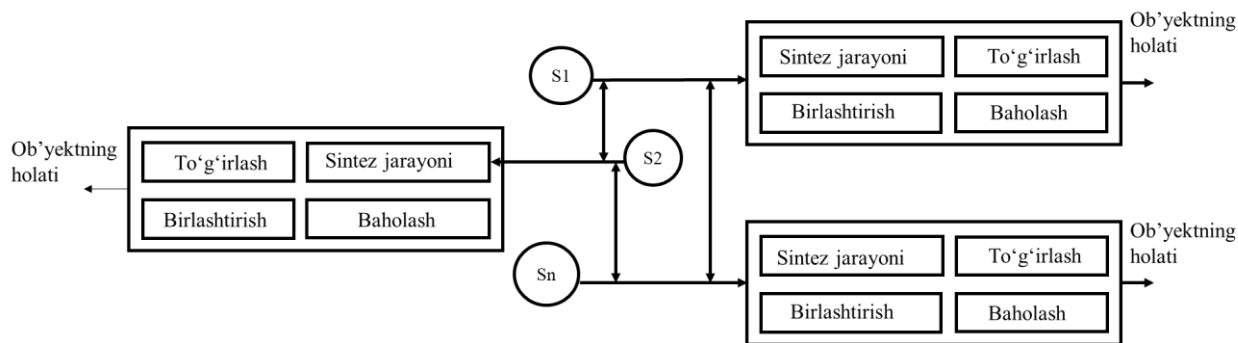 Ob’yektning
holati
To‘g‘irlash
Sintez jarayoni
Birlashtirish
Baholash
S1
S2
Sn
Sintez jarayoni
To‘g‘irlash
Birlashtirish
Baholash
Ob’yektning
holati
Sintez jarayoni
To‘g‘irlash
Birlashtirish
Baholash
Ob’yektning
holati